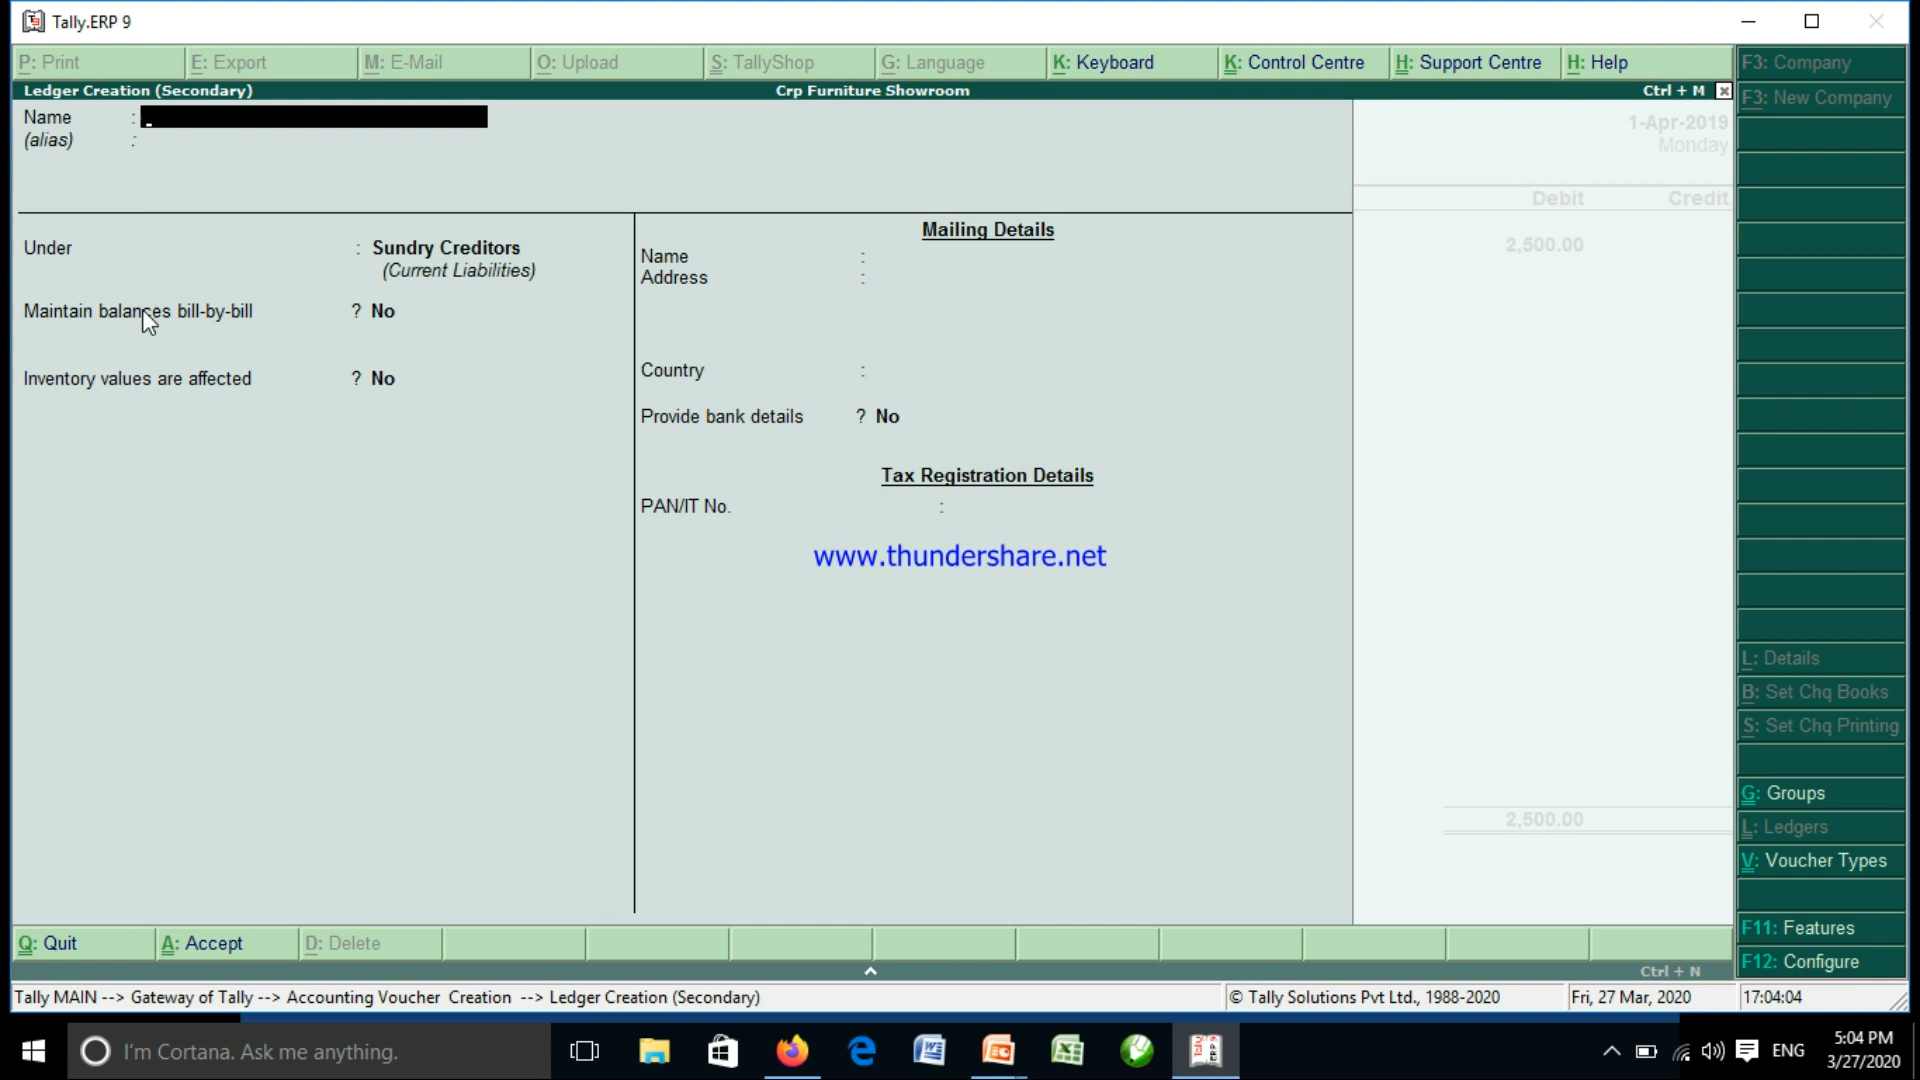 Tally.ERP 9
P: Print E: Export M: E-Mail O: Upload S: TallyShop G: Language K: Keyboard K: Control Centre H: Support Centre H: Help F3: Company
Ledger Creation (Secondary) Crp Furniture Showroom Ctrl + M F3: New Company
Name :
(alias) :
1-Apr-2019
Monday
Debit Credit
Mailing Details
Under : Sundry Creditors
(Current Liabilities)
2,500.00
Name :
Address :
Maintain balances bill-by-bill ? No
Country :
Inventory values are affected ? No
Provide bank details ? No
Tax Registration Details
PAN/IT No. :
www.thundershare.net
L: Details
B: Set Chq Books
S: Set Chq Printing
G: Groups
2,500.00
L: Ledgers
V: Voucher Types
F11: Features
Q: Quit A: Accept D: Delete
F12: Configure
Ctrl + N
Tally MAIN --> Gateway of Tally --> Accounting Voucher Creation --> Ledger Creation (Secondary) © Tally Solutions Pvt Ltd., 1988-2020 Fri, 27 Mar, 2020 17:04:04
I'm Cortana. Ask me anything. ENG 5:04 PM
3/27/2020